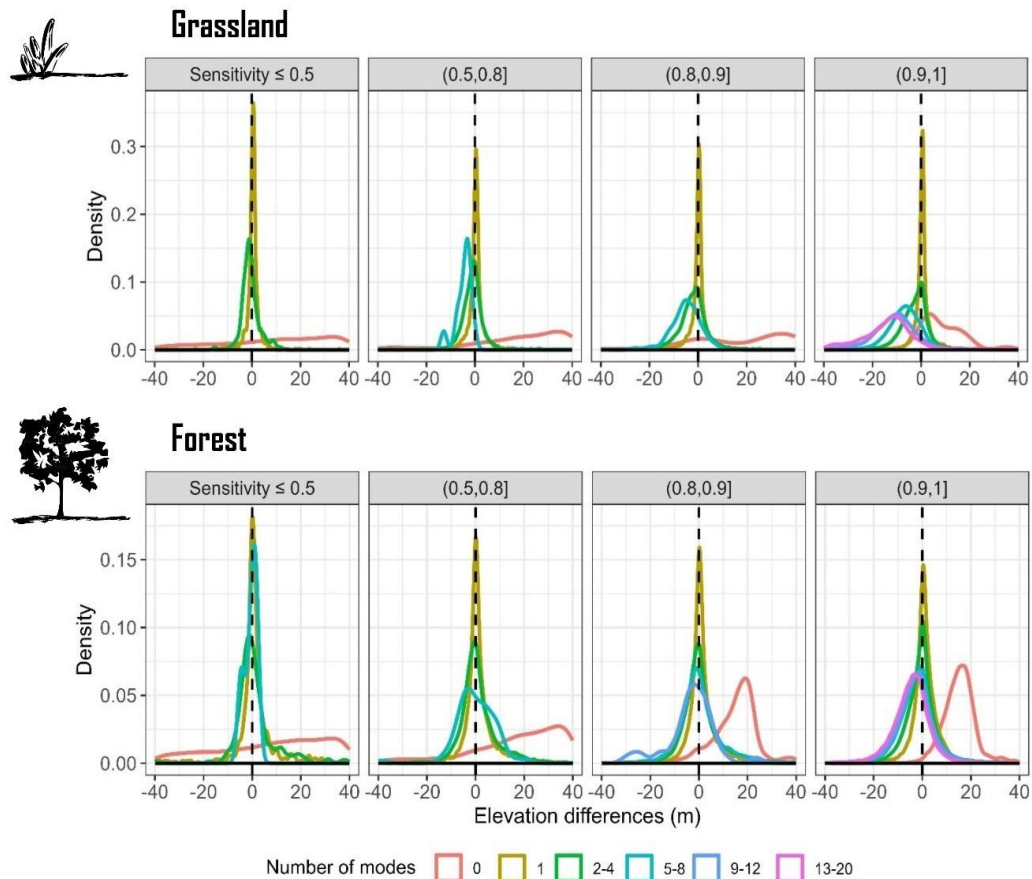 Grassland
Sensitivity ≤ 0.5 (0.5,0.8] (0.8,0.9] (0.9,1]
0.3
0.2
0.1
0.0
Density
-40 -20 0 20 40 -40 -20 0 20 40 -40 -20 0 20 40 -40 -20 0 20 40
Elevation differences (m)
Forest
Sensitivity ≤ 0.5 (0.5,0.8] (0.8,0.9] (0.9,1]
0.15
0.10
0.05
0.00
Density
-40 -20 0 20 40 -40 -20 0 20 40 -40 -20 0 20 40 -40 -20 0 20 40
Elevation differences (m)
Number of modes 0 1 2-4 5-8 9-12 13-20